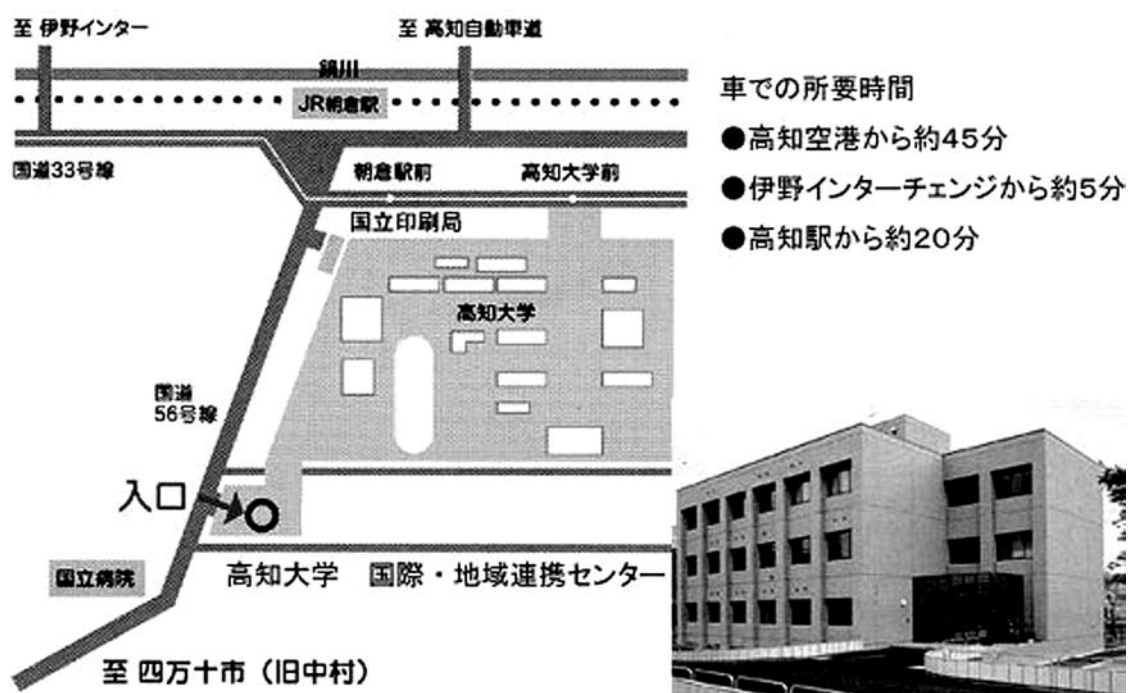 至 伊野インター
至 高知自動車道
鏡川
JR朝倉駅
国道33号線
朝倉駅前
高知大学前
国立印刷局
高知大学
国道
56号線
入口
国立病院
高知大学 国際・地域連携センター
至 四万十市（旧中村）
車での所要時間
●高知空港から約45分
●伊野インターチェンジから約5分
●高知駅から約20分